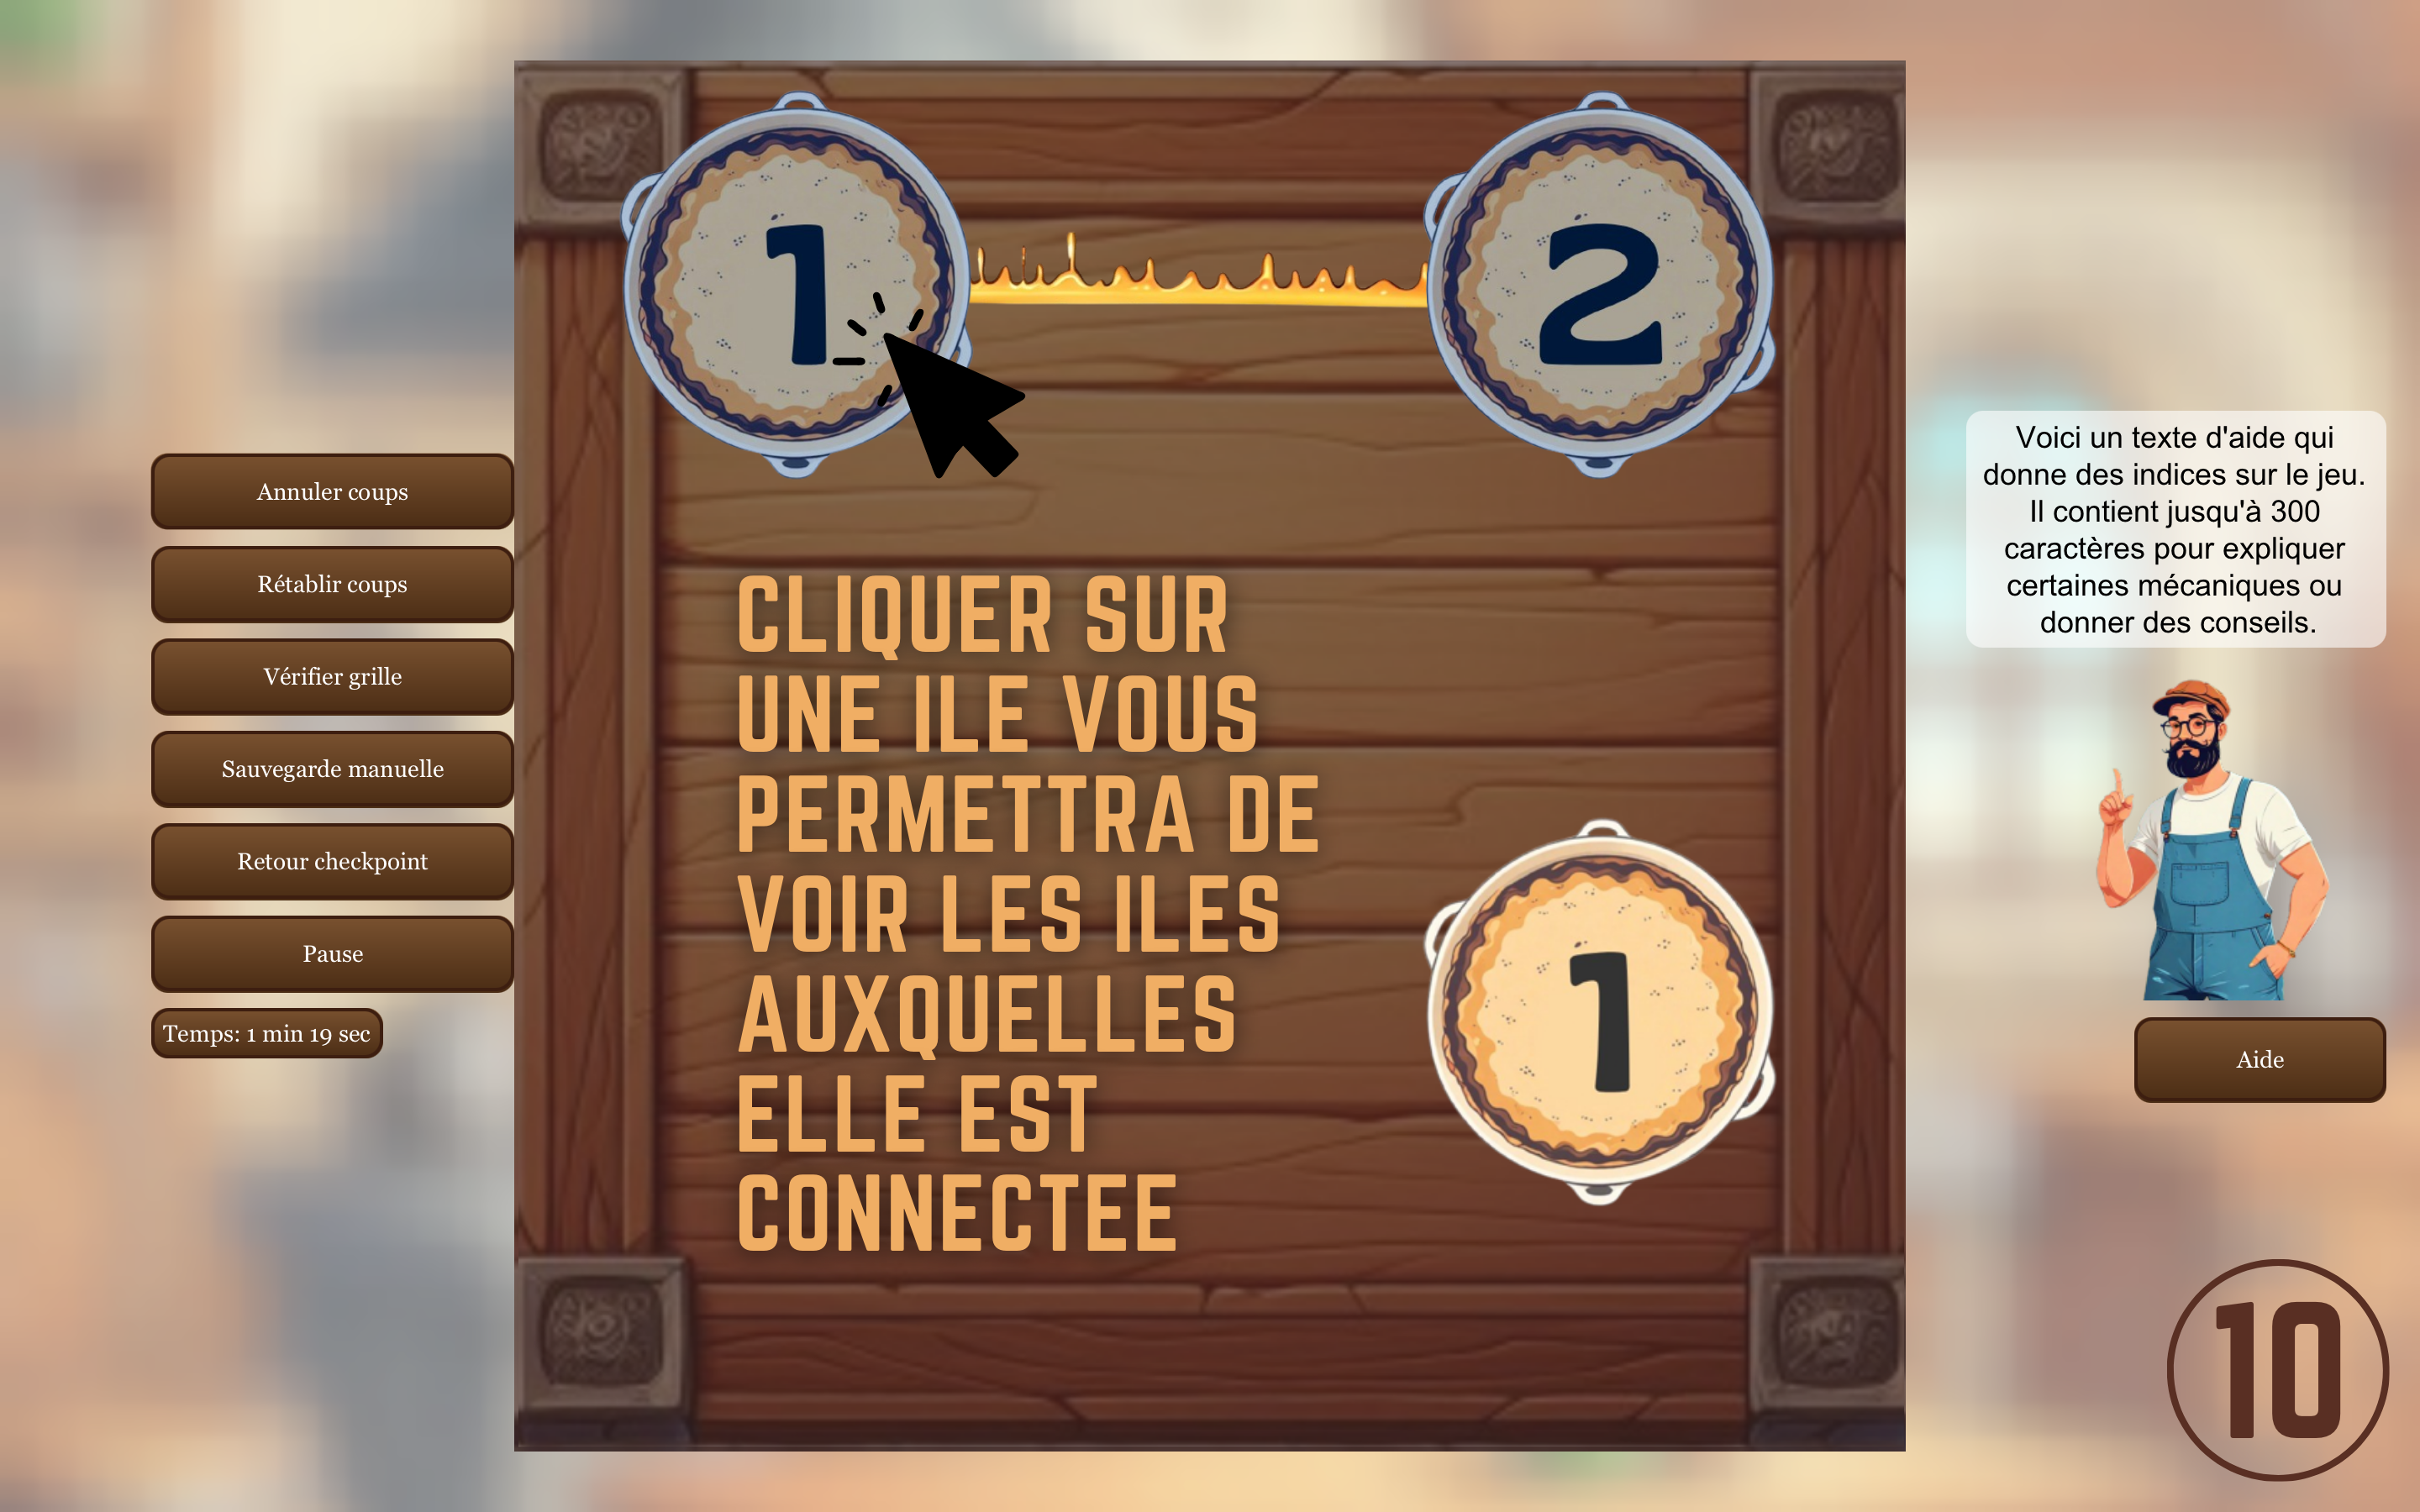 1
2
Annuler coups
Rétablir coups
Vérifier grille
Sauvegarde manuelle
Retour checkpoint
Pause
Temps: 1 min 19 sec
CLIQUER SUR
UNE ILE VOUS
PERMETTRA DE
VOIR LES ILES
AUXQUELLES
ELLE EST
CONNECTEE
1
Voici un texte d'aide qui
donne des indices sur le jeu.
Il contient jusqu'à 300
caractères pour expliquer
certaines mécaniques ou
donner des conseils.
Aide
10